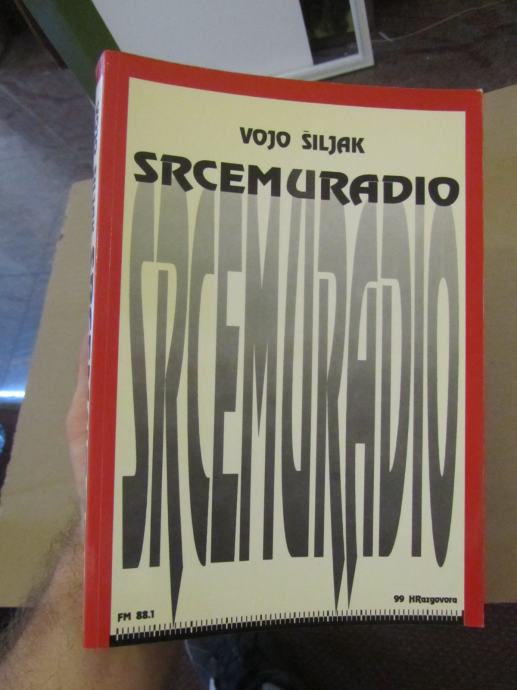 VOJO ŠILJAK
SRCEMURADIO
SRCEMURADIO
FM 88.1
99 HRazgovora